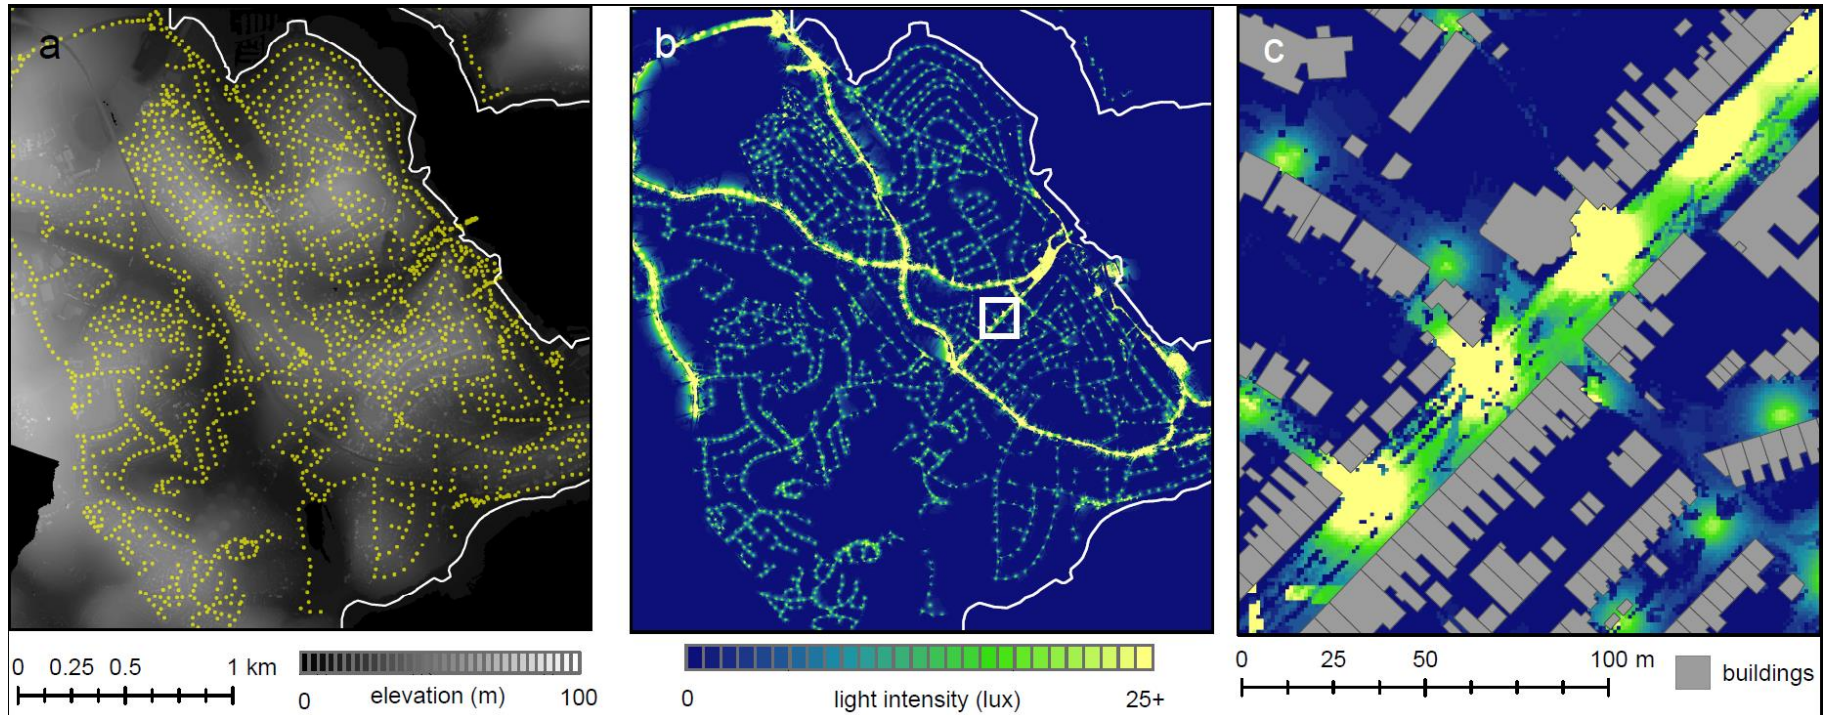 a
b
c
0 0.25 0.5 1 km
0 elevation (m) 100
0 light intensity (lux) 25+
0 25 50 100 m
buildings